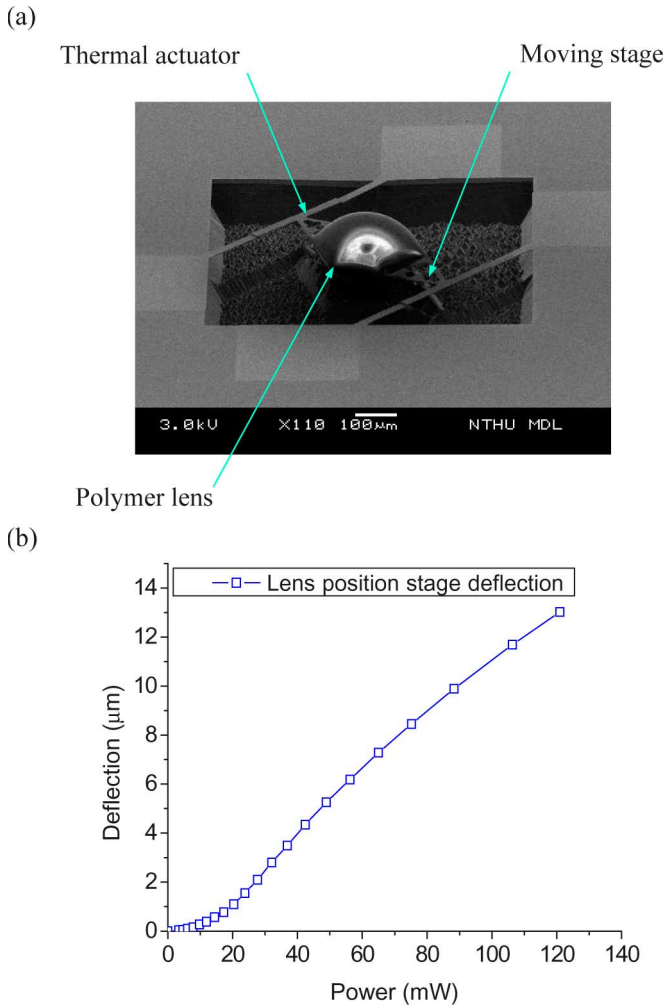 (a)
Thermal actuator
Moving stage
3.0kV X110 100µm NTHU MDL
Polymer lens
(b)
Lens position stage deflection
Deflection (µm)
14
12
10
8
6
4
2
0
0 20 40 60 80 100 120 140
Power (mW)